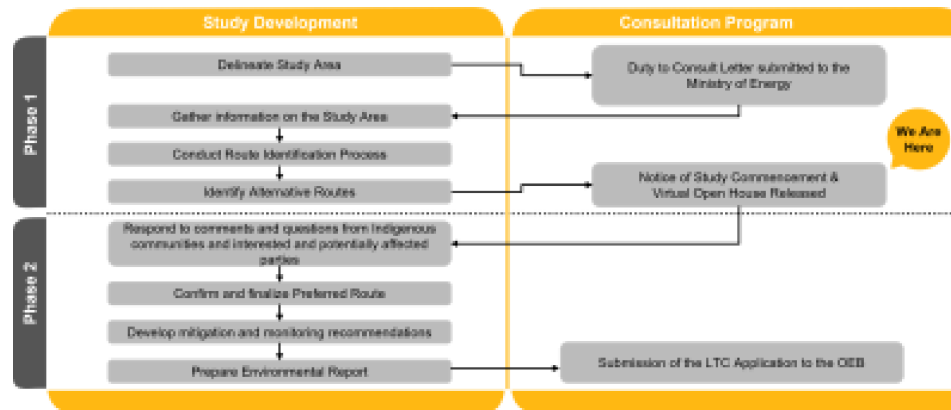 Study Development
Consultation Program
Phase 1
Delineate Study Area
Duty to Consult Letter submitted to the
Ministry of Energy
Gather information on the Study Area
We Are
Here
Conduct Route Identification Process
Identify Alternative Routes
Notice of Study Commencement &
Virtual Open House Released
Phase 2
Respond to comments and questions from Indigenous
communities and interested and potentially affected
parties
Confirm and finalize Preferred Route
Develop mitigation and monitoring recommendations
Prepare Environmental Report
Submission of the LTC Application to the OEB